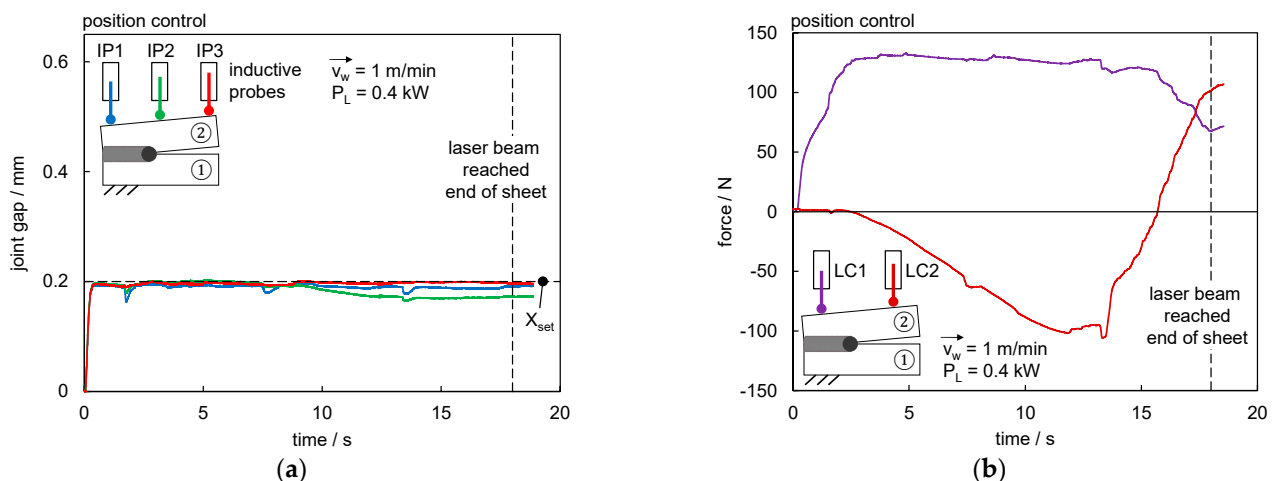 position control
IP1 IP2 IP3
inductive
probes
v_w = 1 m/min
P_L = 0.4 kW
②
①
laser beam
reached
end of sheet
X_set
joint gap / mm
0.6
0.4
0.2
0
0 5 10 15 20
time / s
(a)
position control
force / N
150
100
50
0
-50
-100
-150
LC1 LC2
②
①
v_w = 1 m/min
P_L = 0.4 kW
laser beam
reached
end of sheet
0 5 10 15 20
time / s
(b)